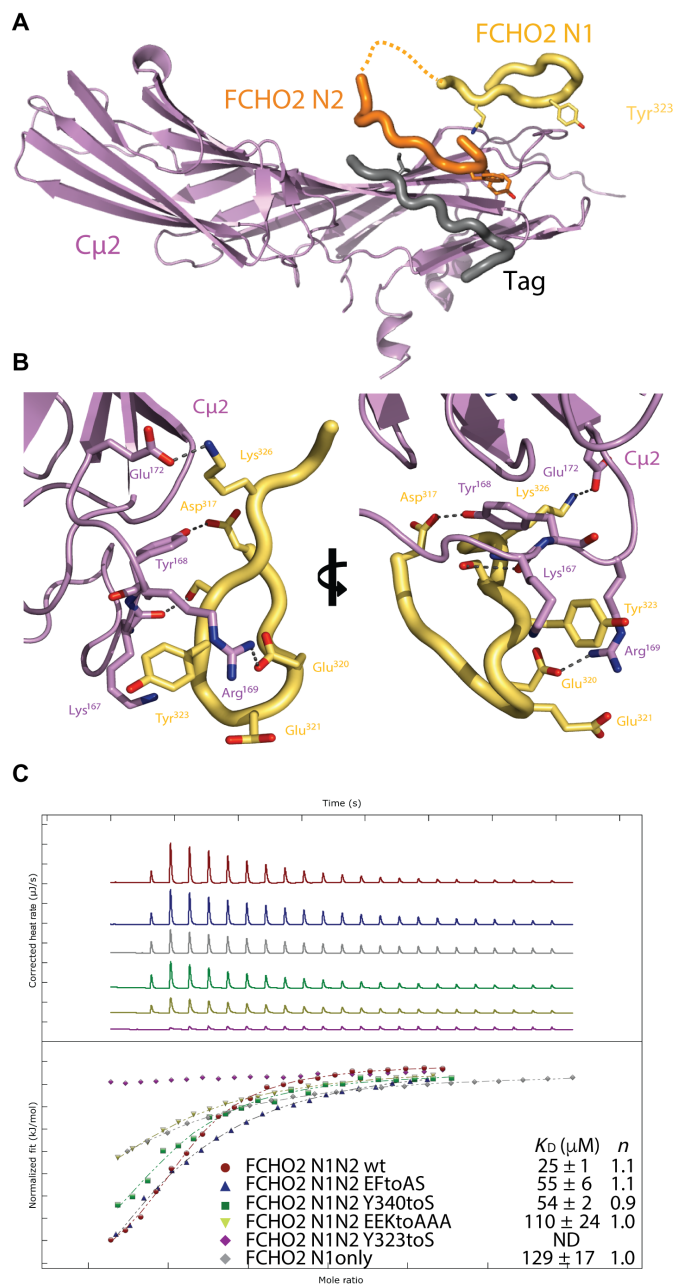 A
FCHO2 N1
FCHO2 N2
Tyr323
Cµ2
Tag
B
Cµ2
Lys326
Glu172
Asp317
Tyr168
Glu320
Arg169
Lys167
Tyr323
Glu321
Cµ2
Glu172
Tyr168
Lys326
Asp317
Lys167
Tyr323
Arg169
Glu320
Glu321
C
Time (s)
Corrected heat rate (µJ/s)
Normalized fit (kJ/mol)
KD (µM) n
FCHO2 N1N2 wt 25 ± 1 1.1
FCHO2 N1N2 EFtoAS 55 ± 6 1.1
FCHO2 N1N2 Y340toS 54 ± 2 0.9
FCHO2 N1N2 EEKtoAAA 110 ± 24 1.0
FCHO2 N1N2 Y323toS ND
FCHO2 N1only 129 ± 17 1.0
Mole ratio